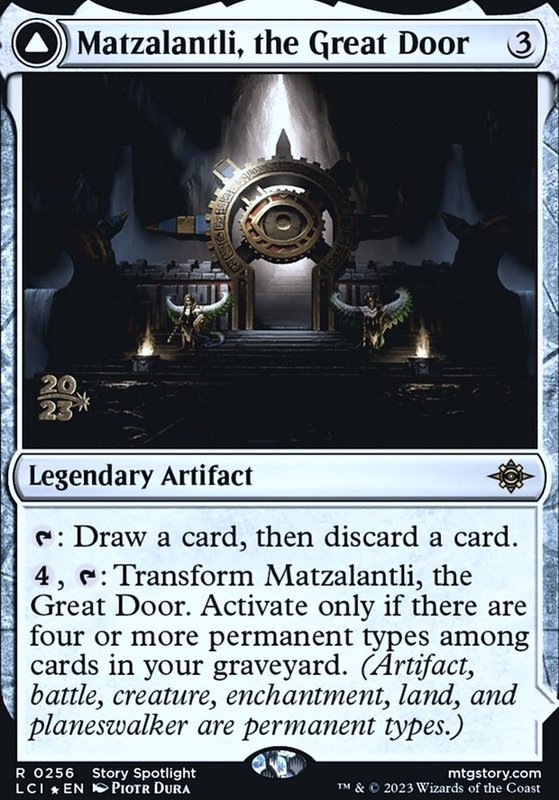 Matzalantli, the Great Door 3
20
23
Legendary Artifact
: Draw a card, then discard a card.
4, : Transform Matzalantli, the
Great Door. Activate only if there are
four or more permanent types among
cards in your graveyard. (Artifact,
battle, creature, enchantment, land, and
planeswalker are permanent types.)
R 0256 Story Spotlight mtgstory.com
LCI ★ EN Piotr Dura ™ & © 2023 Wizards of the Coast